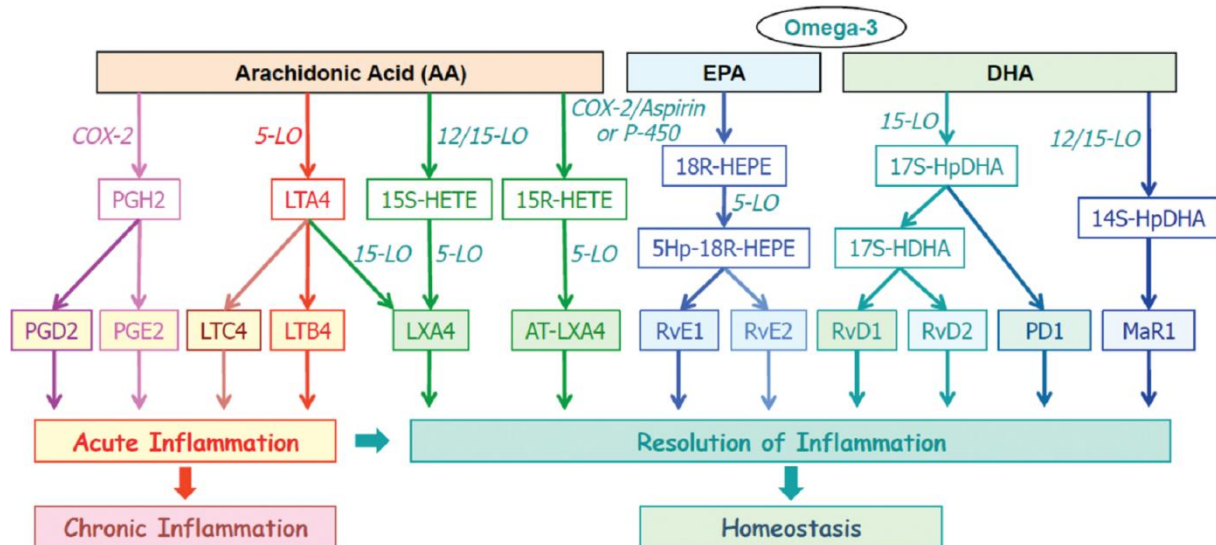 Omega-3
Arachidonic Acid (AA)
EPA
DHA
COX-2
5-LO
12/15-LO
COX-2/Aspirin
or P-450
15-LO
12/15-LO
PGH2
LTA4
15S-HETE
15R-HETE
18R-HEPE
17S-HpDHA
5-LO
14S-HpDHA
15-LO
5-LO
5-LO
5Hp-18R-HEPE
17S-HDHA
PGD2
PGE2
LTC4
LTB4
LXA4
AT-LXA4
RvE1
RvE2
RvD1
RvD2
PD1
MaR1
Acute Inflammation
Resolution of Inflammation
Chronic Inflammation
Homeostasis